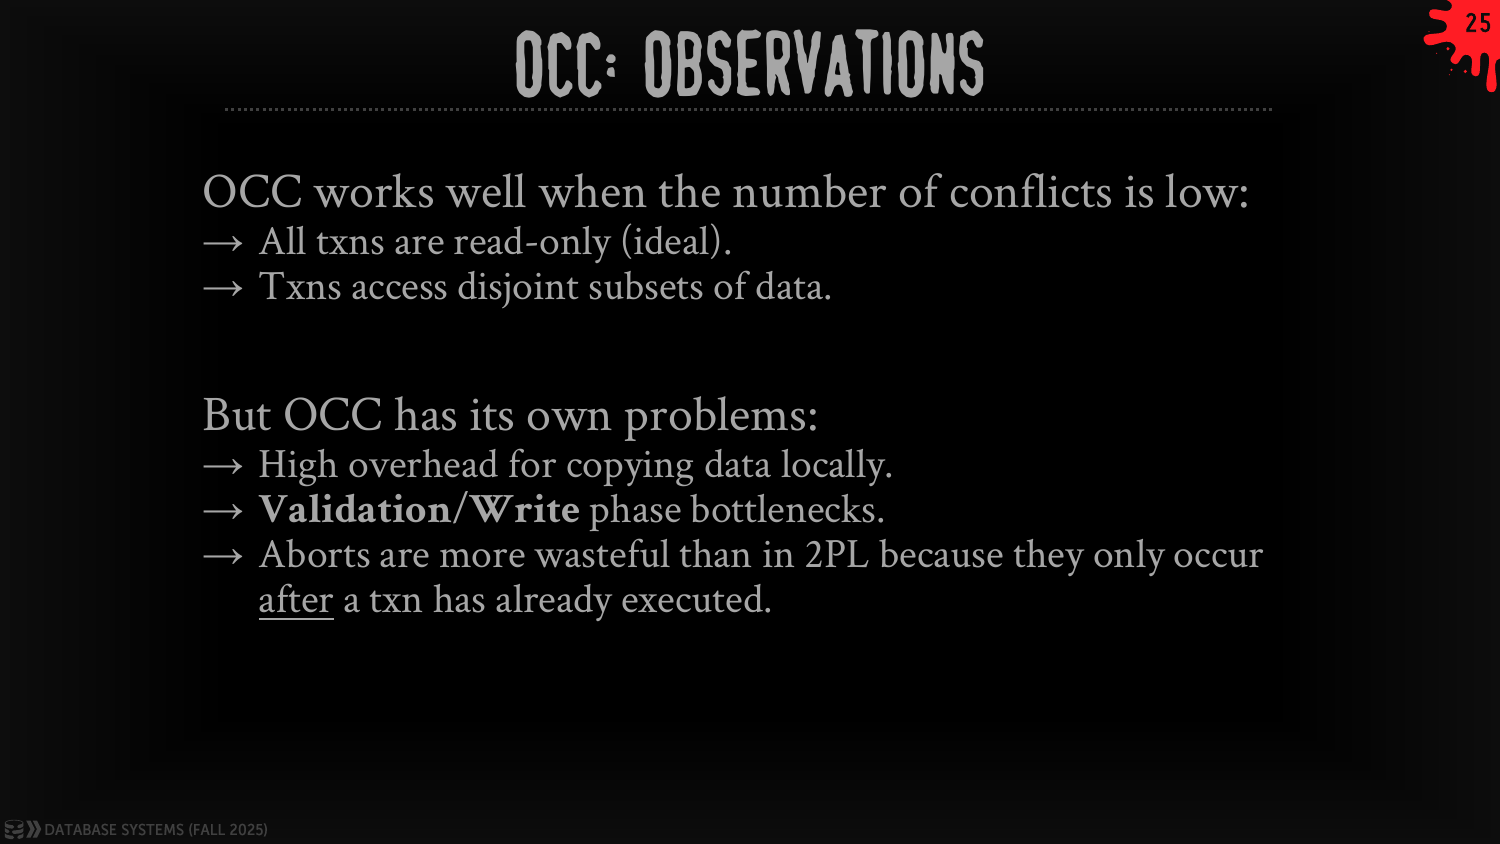 25
OCC: OBSERVATIONS
OCC works well when the number of conflicts is low:
→ All txns are read-only (ideal).
→ Txns access disjoint subsets of data.
But OCC has its own problems:
→ High overhead for copying data locally.
→ Validation/Write phase bottlenecks.
→ Aborts are more wasteful than in 2PL because they only occur
after a txn has already executed.
DATABASE SYSTEMS (FALL 2025)